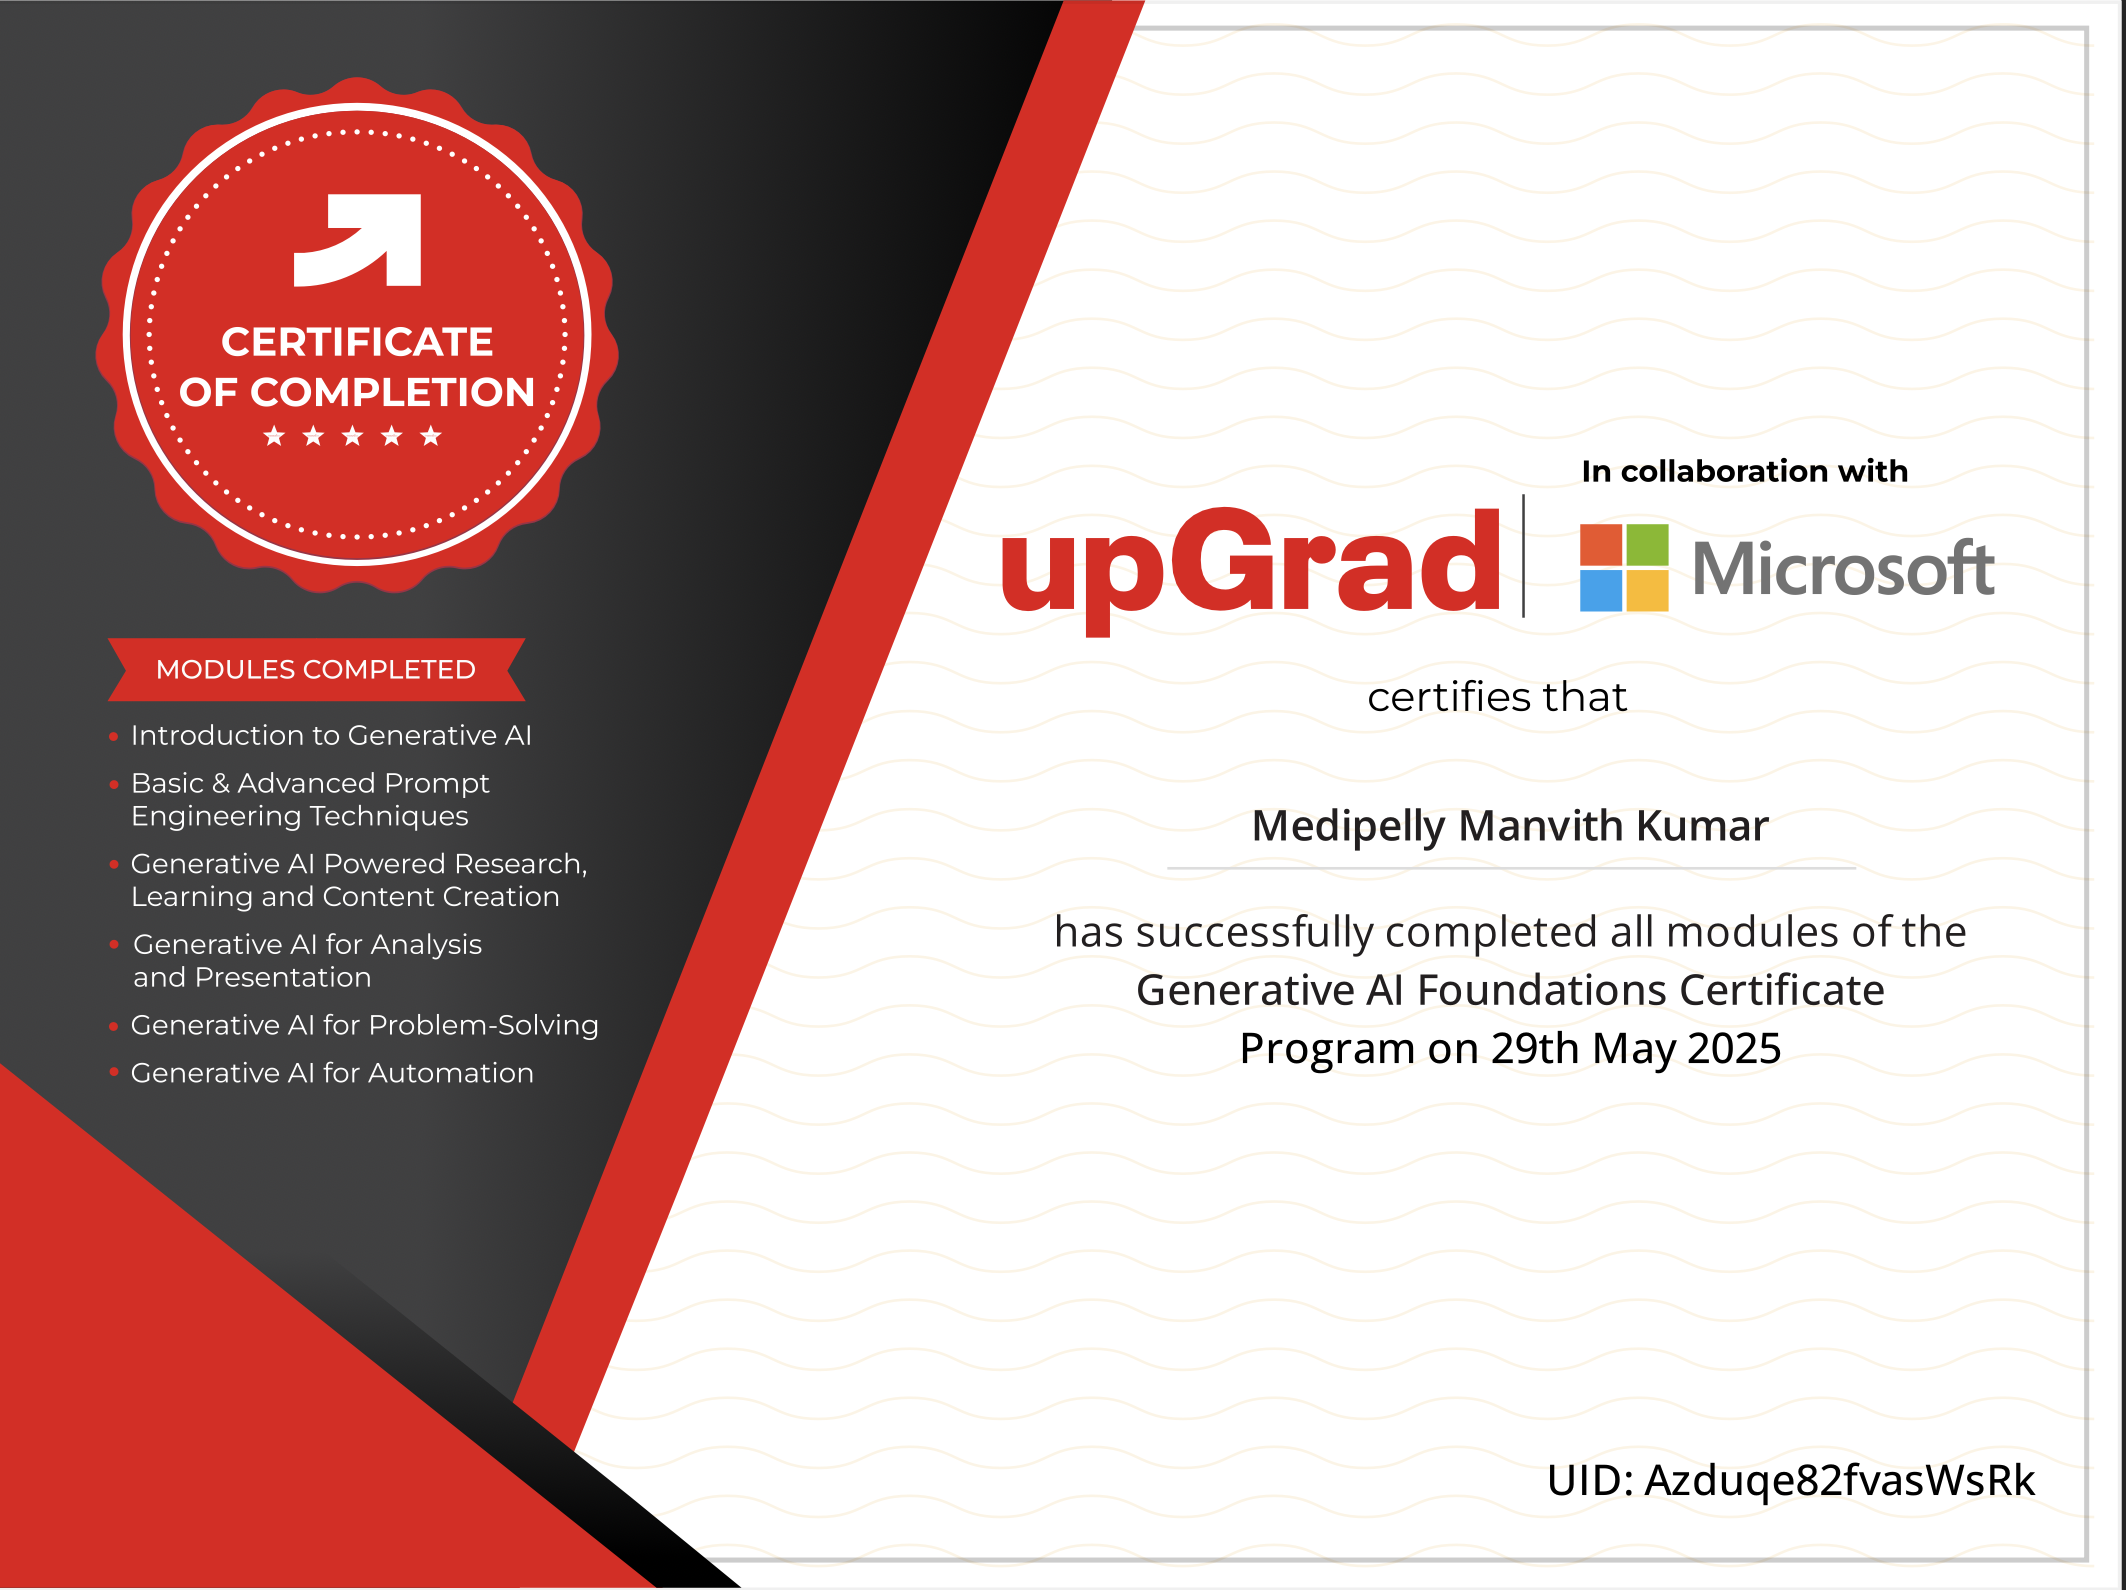 CERTIFICATE
OF COMPLETION
MODULES COMPLETED
Introduction to Generative AI
Basic & Advanced Prompt
Engineering Techniques
Generative AI Powered Research,
Learning and Content Creation
Generative AI for Analysis
and Presentation
Generative AI for Problem-Solving
Generative AI for Automation
In collaboration with
upGrad
Microsoft
certifies that
Medipelly Manvith Kumar
has successfully completed all modules of the
Generative AI Foundations Certificate
Program on 29th May 2025
UID: Azduqe82fvasWsRk